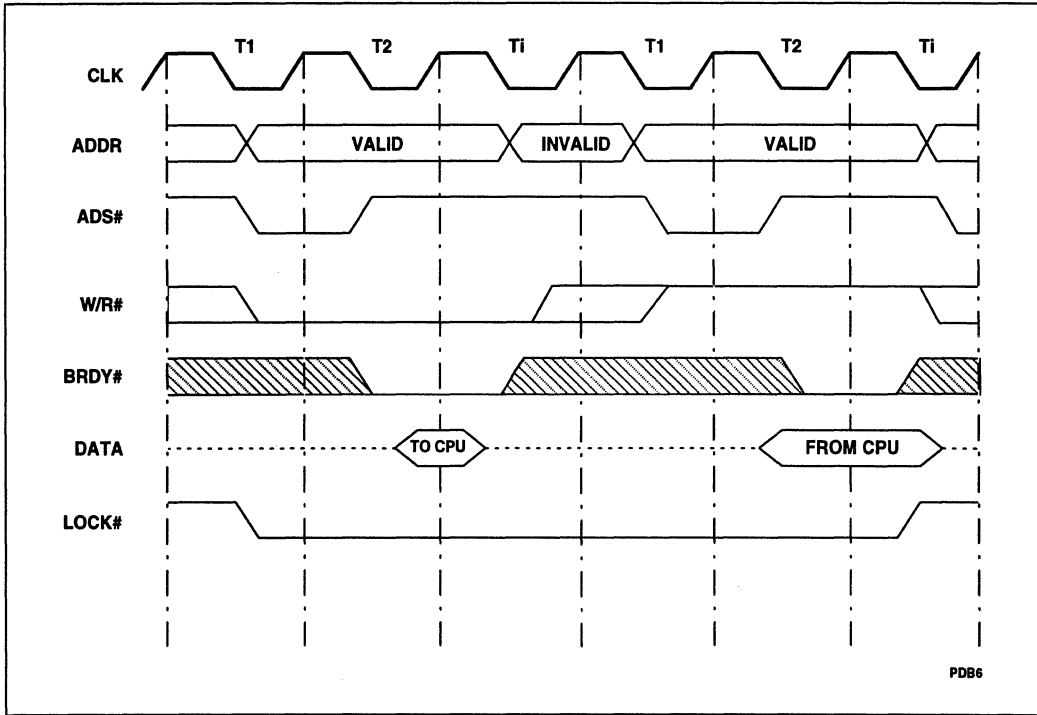 T1 T2 Ti T1 T2 Ti
CLK
ADDR VALID INVALID VALID
ADS#
W/R#
BRDY#
DATA TO CPU FROM CPU
LOCK#
PDB6